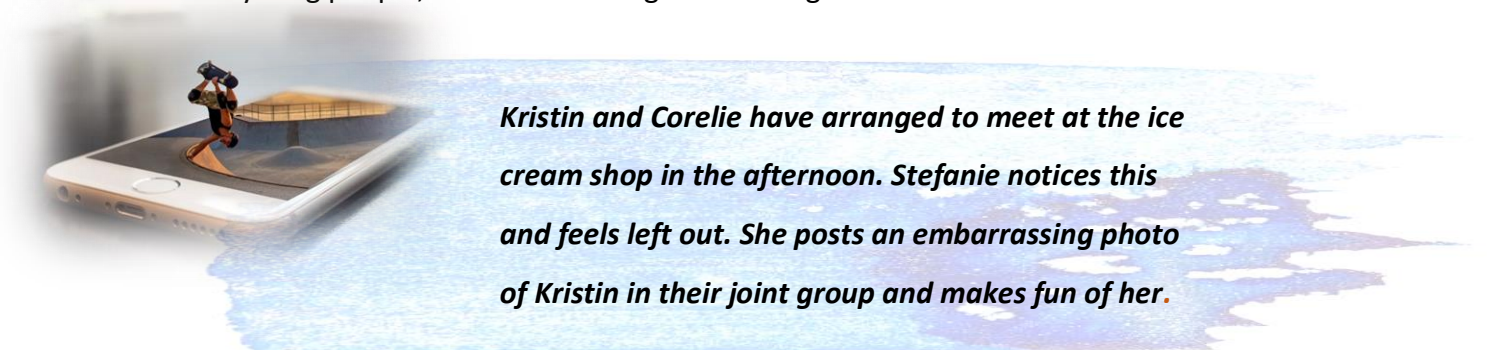 Kristin and Corelie have arranged to meet at the ice
cream shop in the afternoon. Stefanie notices this
and feels left out. She posts an embarrassing photo
of Kristin in their joint group and makes fun of her.